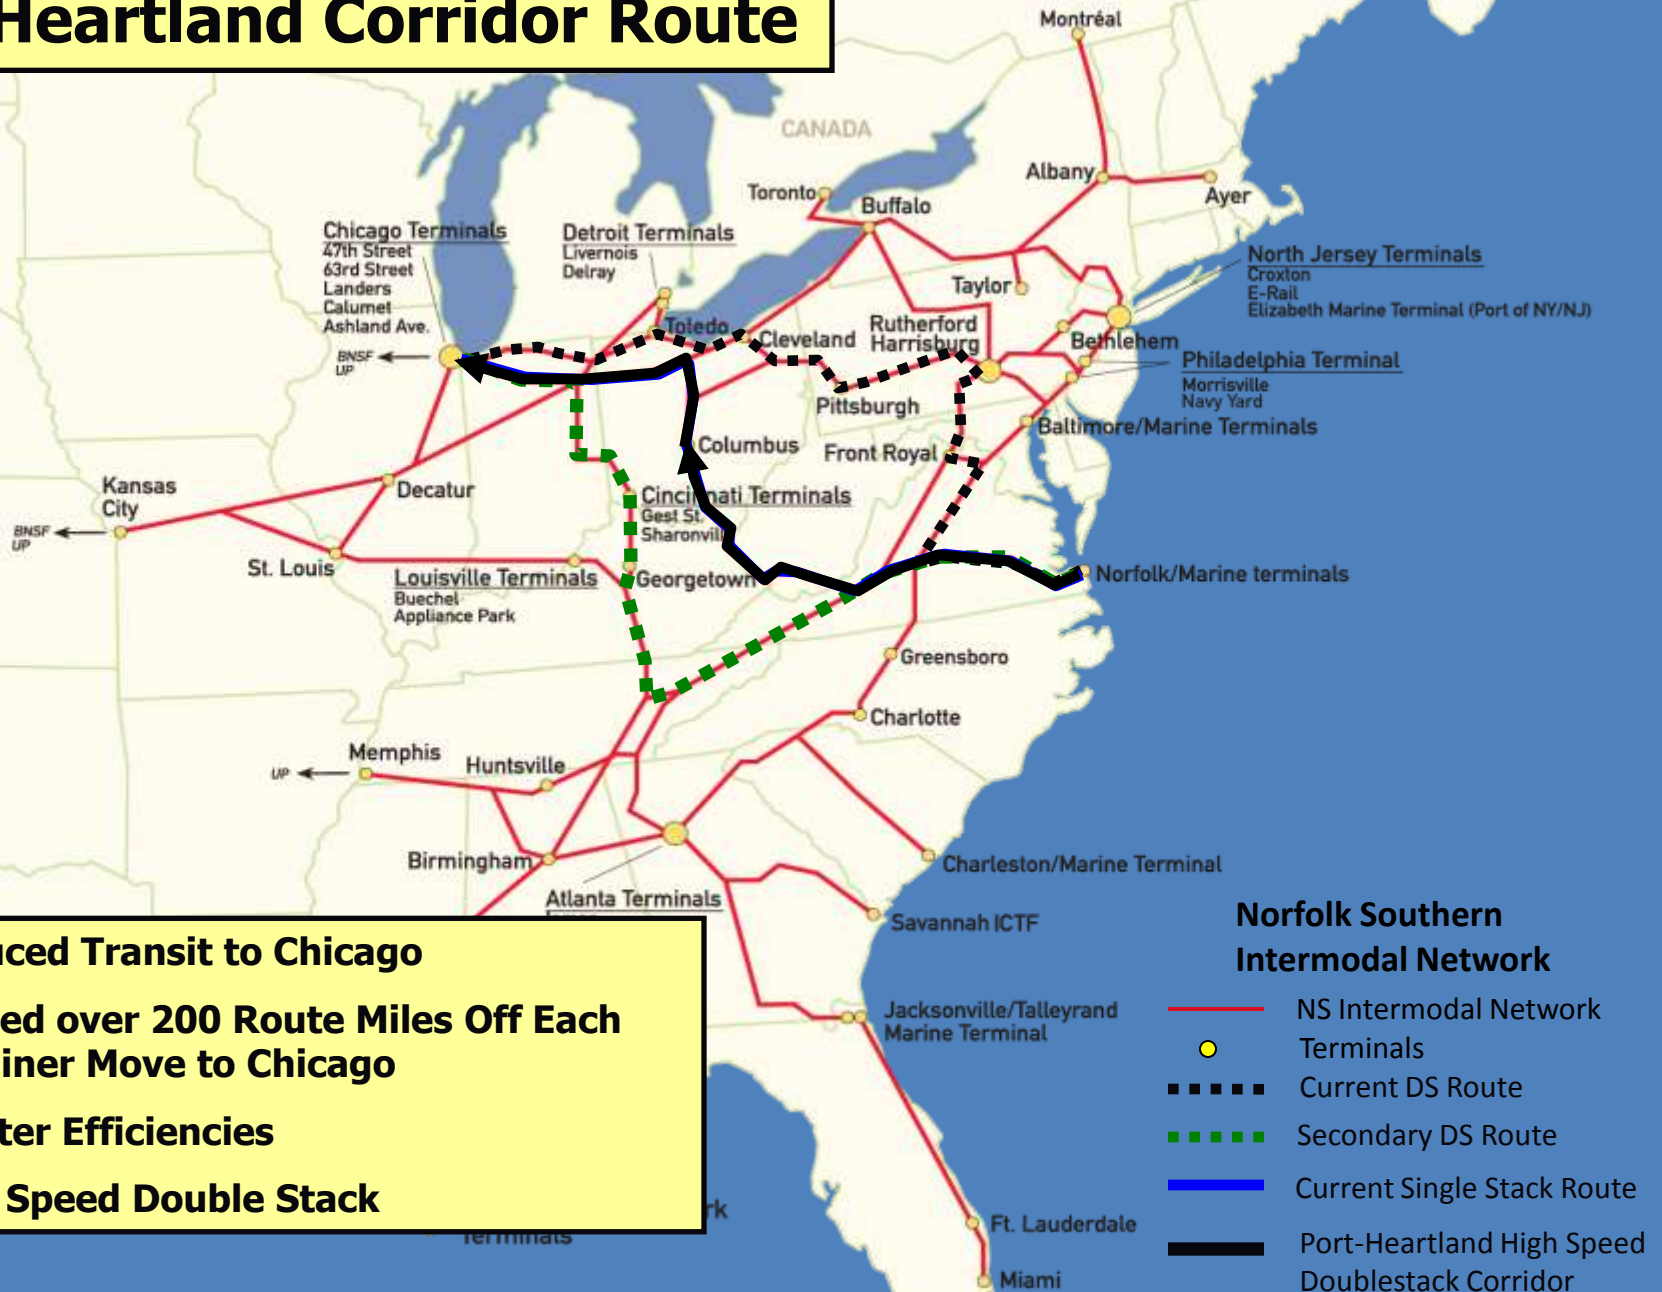 Heartland Corridor Route
Montréal
CANADA
Albany
Ayer
Toronto
Buffalo
Chicago Terminals
47th Street
63rd Street
Landers
Calumet
Ashland Ave.
BNSF
UP
Detroit Terminals
Livernois
Delray
North Jersey Terminals
Croxton
E-Rail
Elizabeth Marine Terminal (Port of NY/NJ)
Taylor
Toledo
Cleveland
Rutherford
Harrisburg
Bethlehem
Philadelphia Terminal
Morrisville
Navy Yard
Pittsburgh
Baltimore/Marine Terminals
Columbus
Front Royal
Kansas
City
BNSF
UP
Decatur
Cincinnati Terminals
Gest St.
Sharonvill
St. Louis
Louisville Terminals
Buechel
Appliance Park
Georgetown
Norfolk/Marine terminals
Greensboro
Charlotte
Memphis
UP
Huntsville
Birmingham
Charleston/Marine Terminal
Atlanta Terminals
Savannah ICTF
Jacksonville/Talleyrand
Marine Terminal
Ft. Lauderdale
Miami
uced Transit to Chicago
ed over 200 Route Miles Off Each
iner Move to Chicago
ter Efficiencies
Speed Double Stack
rk
Terminals
Norfolk Southern
Intermodal Network
NS Intermodal Network
Terminals
Current DS Route
Secondary DS Route
Current Single Stack Route
Port-Heartland High Speed
Doublestack Corridor